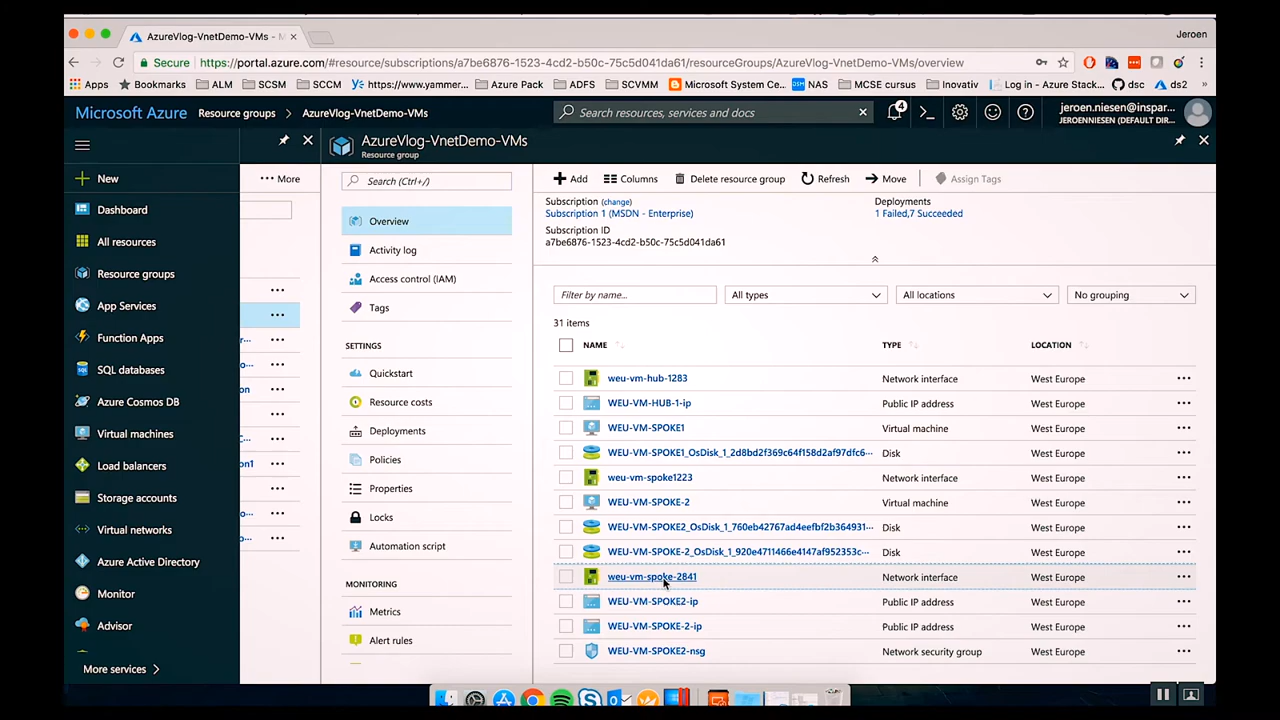 AzureVlog-VnetDemo-VMs -
Jeroen
Secure https://portal.azure.com/#resource/subscriptions/a7be6876-1523-4cd2-b50c-75c5d041da61/resourceGroups/AzureVlog-VnetDemo-VMs/overview
Apps Bookmarks ALM SCSM SCCM https://www.yammer... Azure Pack ADFS SCVMM Microsoft System Ce... NAS MCSE cursus Inovativ Log in - Azure Stack... dsc ds2 »
Microsoft Azure Resource groups > AzureVlog-VnetDemo-VMs Search resources, services and docs 4 jeroen.niesen@inspar...
JEROENNIESEN (DEFAULT DIR...
AzureVlog-VnetDemo-VMs
Resource group
New
Dashboard
All resources
Resource groups
App Services
Function Apps
SQL databases
Azure Cosmos DB
Virtual machines
Load balancers
Storage accounts
Virtual networks
Azure Active Directory
Monitor
Advisor
More services >
••• More
Search (Ctrl+/)
Overview
Activity log
Access control (IAM)
Tags
SETTINGS
Quickstart
Resource costs
Deployments
Policies
Properties
Locks
Automation script
MONITORING
Metrics
Alert rules
Add Columns Delete resource group Refresh Move Assign Tags
Subscription (change)
Subscription 1 (MSDN - Enterprise)
Subscription ID
a7be6876-1523-4cd2-b50c-75c5d041da61
Deployments
1 Failed,7 Succeeded
Filter by name... All types All locations No grouping
31 items
NAME TYPE LOCATION
weu-vm-hub-1283 Network interface West Europe
WEU-VM-HUB-1-ip Public IP address West Europe
WEU-VM-SPOKE1 Virtual machine West Europe
WEU-VM-SPOKE1_OsDisk_1_2d8bd2f369c64f158d2af97dfc6... Disk West Europe
weu-vm-spoke1223 Network interface West Europe
WEU-VM-SPOKE-2 Virtual machine West Europe
WEU-VM-SPOKE2_OsDisk_1_760eb42767ad4eefbf2b364931... Disk West Europe
WEU-VM-SPOKE-2_OsDisk_1_920e4711466e4147af952353c... Disk West Europe
weu-vm-spoke-2841 Network interface West Europe
WEU-VM-SPOKE2-ip Public IP address West Europe
WEU-VM-SPOKE-2-ip Public IP address West Europe
WEU-VM-SPOKE2-nsg Network security group West Europe